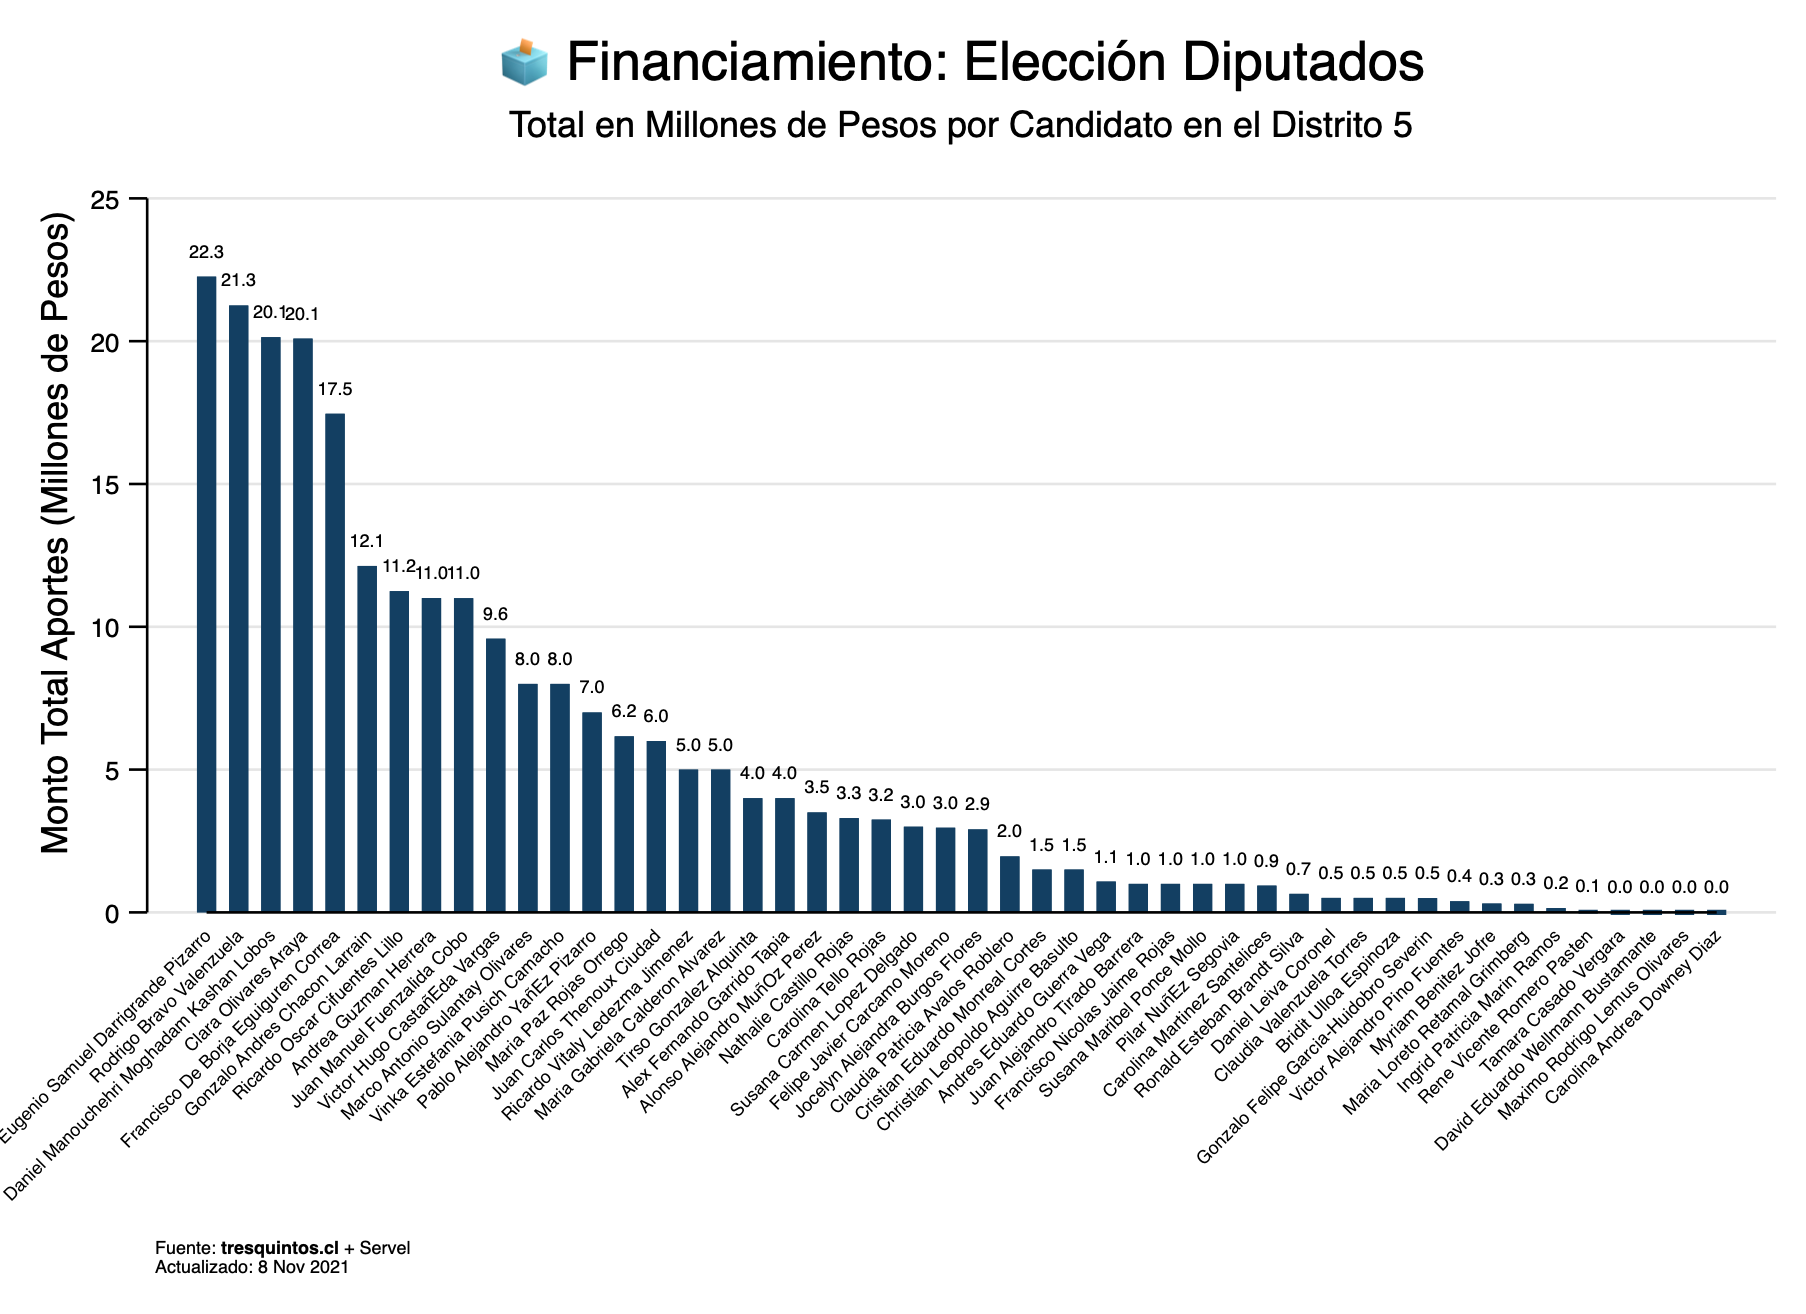 Financiamiento: Elección Diputados
Total en Millones de Pesos por Candidato en el Distrito 5
Monto Total Aportes (Millones de Pesos)
25
20
15
10
5
0
22.3
21.3
20.1
20.1
17.5
12.1
11.2
11.0
11.0
9.6
8.0
8.0
7.0
6.2
6.0
5.0
5.0
4.0
4.0
3.5
3.3
3.2
3.0
3.0
2.9
2.0
1.5
1.5
1.1
1.0
1.0
1.0
1.0
0.9
0.7
0.5
0.5
0.5
0.5
0.4
0.3
0.3
0.2
0.1
0.0
0.0
0.0
0.0
Eugenio Samuel Darrigrande Pizarro
Rodrigo Bravo Valenzuela
Daniel Manouchehri Moghadam Kashan Lobos
Clara Olivares Araya
Francisco De Borja Eguiguren Correa
Gonzalo Andres Chacon Larrain
Ricardo Oscar Cifuentes Lillo
Andrea Guzman Herrera
Juan Manuel Fuenzalida Cobo
Victor Hugo CastañEda Vargas
Marco Antonio Sulantay Olivares
Vinka Estefania Pusich Camacho
Pablo Alejandro YañEz Pizarro
Maria Paz Rojas Orrego
Juan Carlos Thenoux Ciudad
Ricardo Vitaly Ledezma Jimenez
Maria Gabriela Calderon Alvarez
Tirso Gonzalez Alquinta
Alex Fernando Garrido Tapia
Alonso Alejandro MuñOz Perez
Nathalie Castillo Rojas
Carolina Tello Rojas
Susana Carmen Lopez Delgado
Felipe Javier Carcamo Moreno
Jocelyn Alejandra Burgos Flores
Claudia Patricia Avalos Roblero
Cristian Eduardo Monreal Cortes
Christian Leopoldo Aguirre Basulto
Andres Eduardo Guerra Vega
Juan Alejandro Tirado Barrera
Francisco Nicolas Jaime Rojas
Susana Maribel Ponce Mollo
Pilar NuñEz Segovia
Carolina Martinez Santelices
Ronald Esteban Brandt Silva
Daniel Leiva Coronel
Claudia Valenzuela Torres
Bridit Ulloa Espinoza
Gonzalo Felipe Garcia-Huidobro Severin
Victor Alejandro Pino Fuentes
Myriam Benitez Jofre
Maria Loreto Retamal Grimberg
Ingrid Patricia Marin Ramos
Rene Vicente Romero Pasten
Tamara Casado Vergara
David Eduardo Wellmann Bustamante
Maximo Rodrigo Lemus Olivares
Carolina Andrea Downey Diaz
Fuente: tresquintos.cl + Servel
Actualizado: 8 Nov 2021